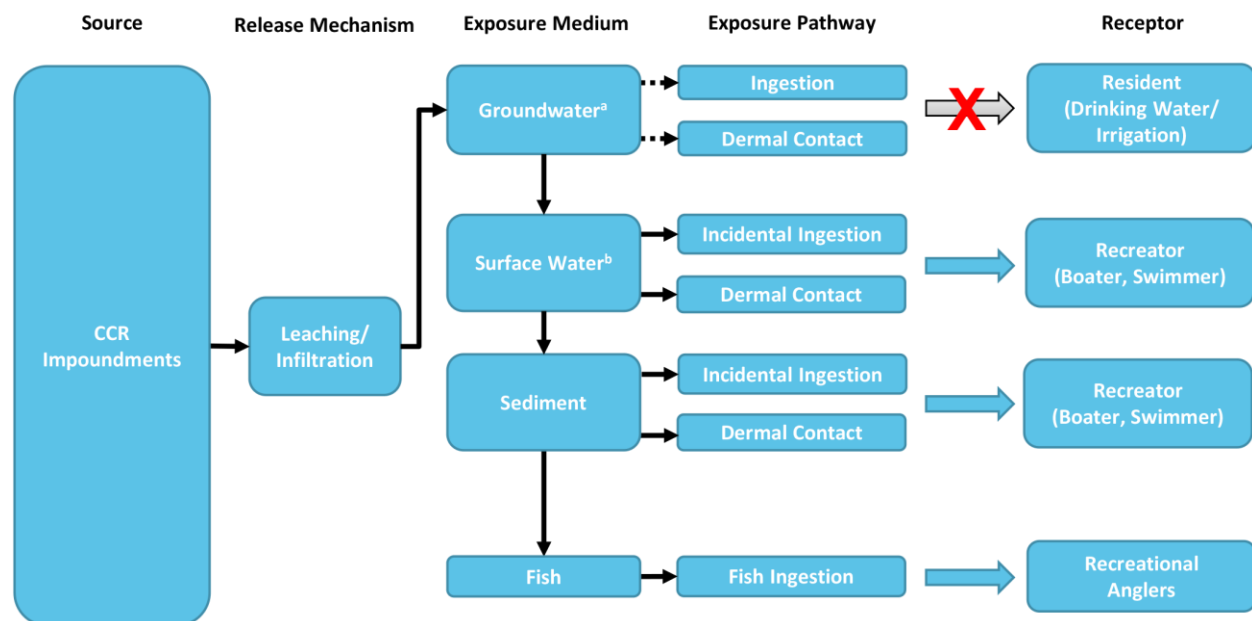 Source
Release Mechanism
Exposure Medium
Exposure Pathway
Receptor
CCR
Impoundments
Leaching/
Infiltration
Groundwaterᵃ
Ingestion
Dermal Contact
X
Resident
(Drinking Water/
Irrigation)
Surface Waterᵇ
Incidental Ingestion
Dermal Contact
Recreator
(Boater, Swimmer)
Sediment
Incidental Ingestion
Dermal Contact
Recreator
(Boater, Swimmer)
Fish
Fish Ingestion
Recreational
Anglers